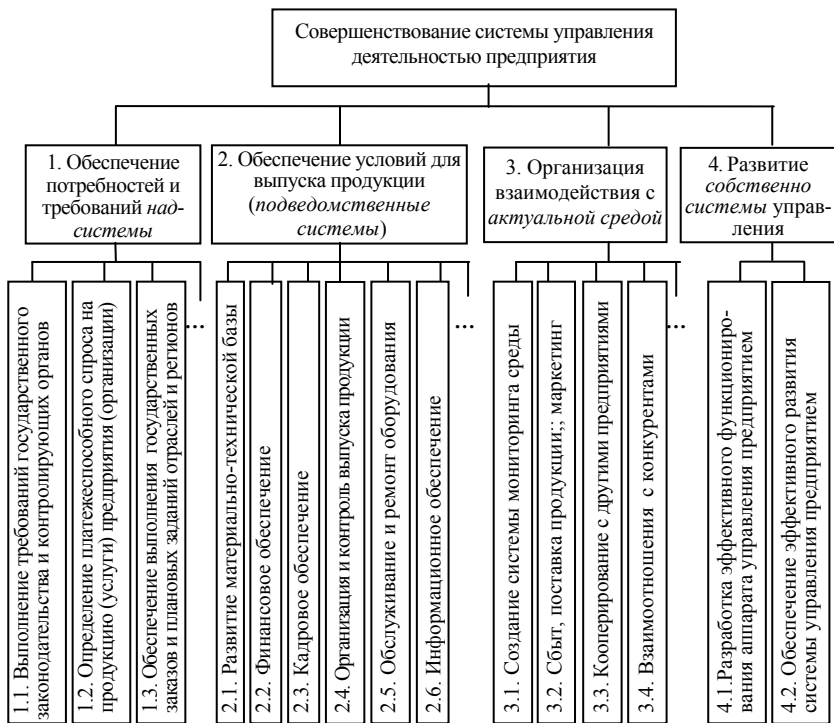 Совершенствование системы управления
деятельностью предприятия
1. Обеспечение
потребностей и
требований над-
системы
2. Обеспечение условий для
выпуска продукции
(подведомственные
системы)
3. Организация
взаимодействия с
актуальной средой
4. Развитие
собственно
системы управ-
ления
1.1. Выполнение требований государственного
законодательства и контролирующих органов
1.2. Определение платежеспособного спроса на
продукцию (услуги) предприятия (организации)
1.3. Обеспечение выполнения государственных
заказов и плановых заданий отраслей и регионов
...
2.1. Развитие материально-технической базы
2.2. Финансовое обеспечение
2.3. Кадровое обеспечение
2.4. Организация и контроль выпуска продукции
2.5. Обслуживание и ремонт оборудования
2.6. Информационное обеспечение
...
3.1. Создание системы мониторинга среды
3.2. Сбыт, поставка продукции;; маркетинг
3.3. Кооперирование с другими предприятиями
3.4. Взаимоотношения с конкурентами
...
4.1.Разработка эффективного функциониро-
вания аппарата управления предприятием
4.2. Обеспечение эффективного развития
системы управления предприятием